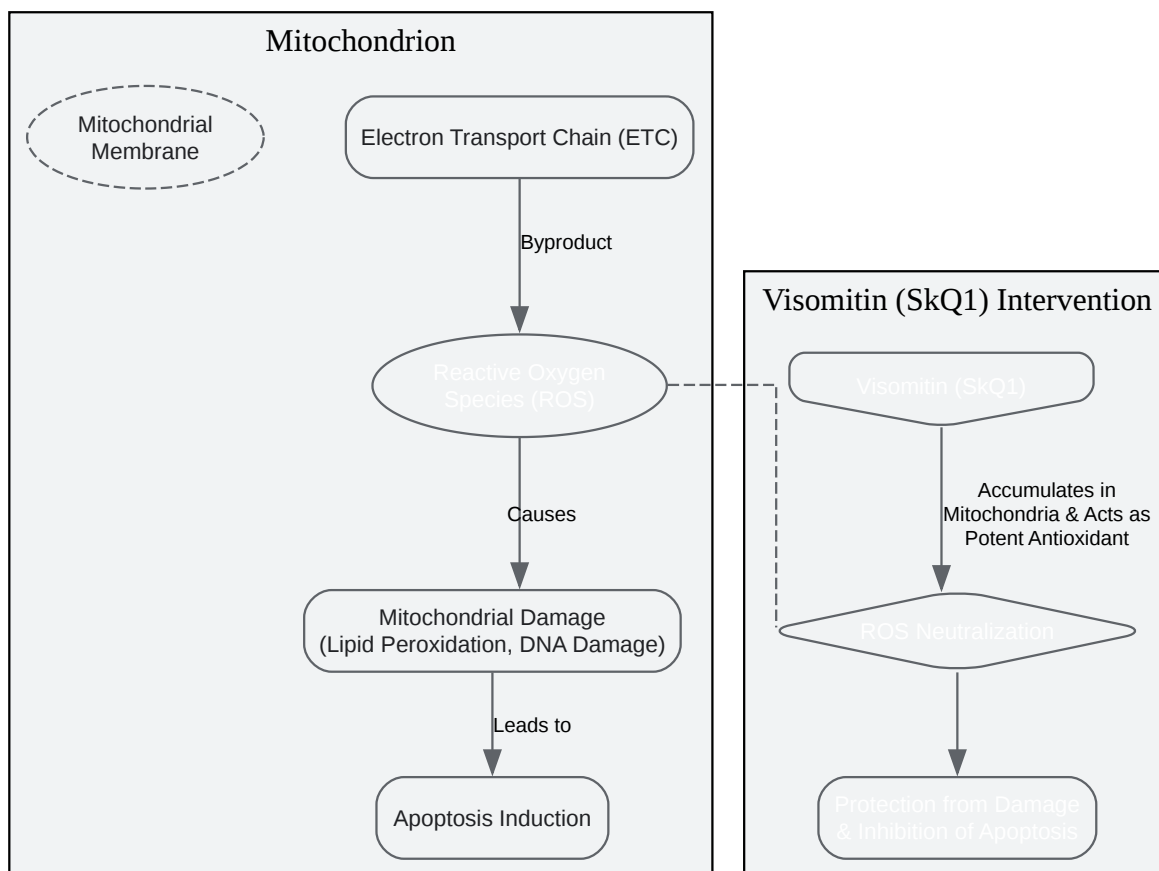 Mitochondrion
Mitochondrial
Membrane
Electron Transport Chain (ETC)
Byproduct
Reactive Oxygen
Species (ROS)
Causes
Mitochondrial Damage
(Lipid Peroxidation, DNA Damage)
Leads to
Apoptosis Induction
Visomitin (SkQ1) Intervention
Visomitin (SkQ1)
Accumulates in
Mitochondria & Acts as
Potent Antioxidant
ROS Neutralization
Protection from Damage
& Inhibition of Apoptosis